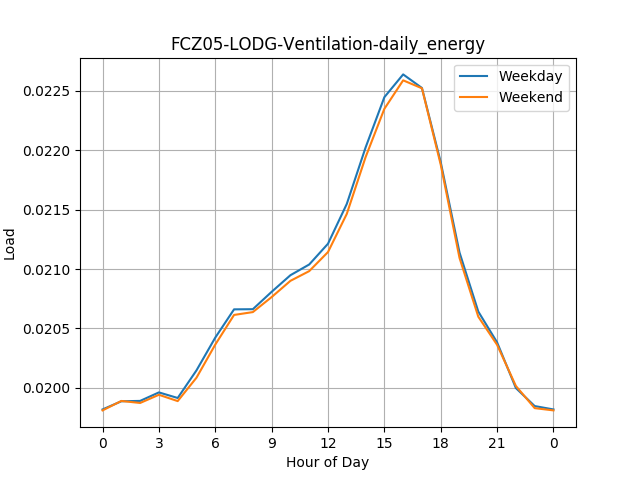 FCZ05-LODG-Ventilation-daily_energy
Weekday
Weekend
0.0225
0.0220
0.0215
0.0210
0.0205
0.0200
Load
0 3 6 9 12 15 18 21 0
Hour of Day